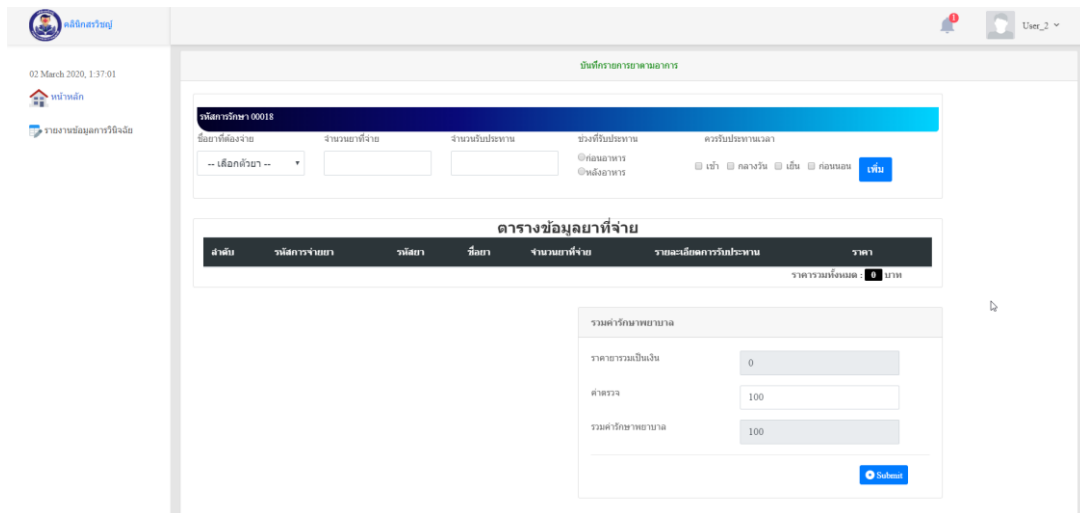 คลินิกสรวิชญ์
1
User_2
02 March 2020, 1:37:01
หน้าหลัก
รายงานข้อมูลการวินิจฉัย
บันทึกรายการยาตามอาการ
รหัสการรักษา 00018
ชื่อยาที่ต้องจ่าย จำนวนยาที่จ่าย จำนวนรับประทาน ช่วงที่รับประทาน ควรรับประทานเวลา
-- เลือกตัวยา -- ก่อนอาหาร หลังอาหาร เช้า กลางวัน เย็น ก่อนนอน เพิ่ม
ตารางข้อมูลยาที่จ่าย
ลำดับ รหัสการจ่ายยา รหัสยา ชื่อยา จำนวนยาที่จ่าย รายละเอียดการรับประทาน ราคา
ราคารวมทั้งหมด : 0 บาท
รวมค่ารักษาพยาบาล
ราคายารวมเป็นเงิน 0
ค่าตรวจ 100
รวมค่ารักษาพยาบาล 100
Submit